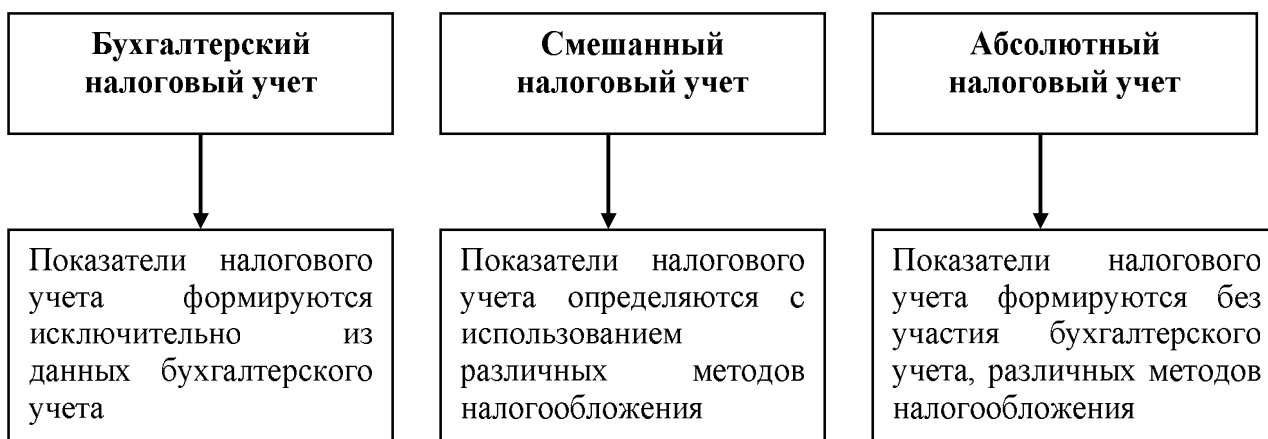 Бухгалтерский
налоговый учет
Смешанный
налоговый учет
Абсолютный
налоговый учет
Показатели налогового
учета формируются
исключительно из
данных бухгалтерского
учета
Показатели налогового
учета определяются с
использованием
различных методов
налогообложения
Показатели налогового
учета формируются без
участия бухгалтерского
учета, различных методов
налогообложения